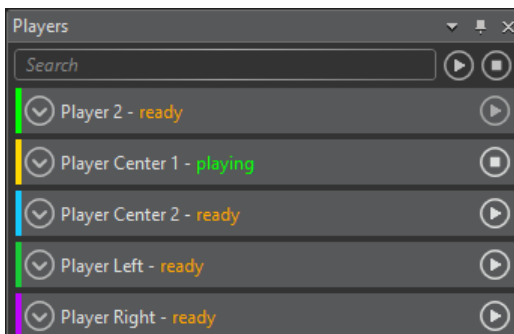 Players
Search
Player 2 - ready
Player Center 1 - playing
Player Center 2 - ready
Player Left - ready
Player Right - ready